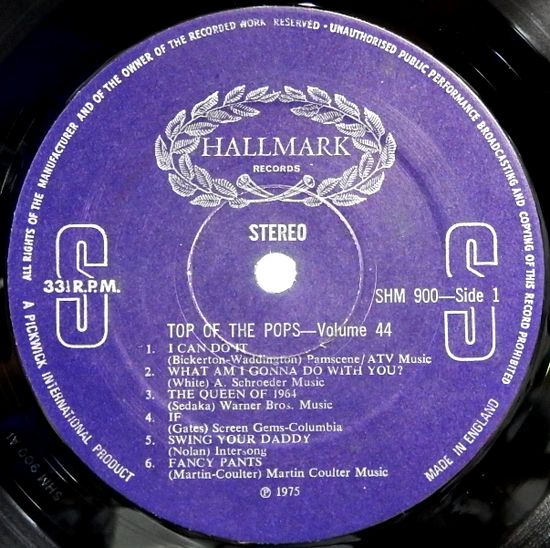 ALL RIGHTS OF THE MANUFACTURER AND OF THE OWNER OF THE RECORDED WORK RESERVED - UNAUTHORISED PUBLIC PERFORMANCE BROADCASTING AND COPYING OF THIS RECORD PROHIBITED
HALLMARK
RECORDS
STEREO
S S
33⅓ R.P.M.
SHM 900—Side 1
TOP OF THE POPS—Volume 44
1. I CAN DO IT
(Bickerton-Waddington) Pamscene/ATV Music
2. WHAT AM I GONNA DO WITH YOU?
(White) A. Schroeder Music
3. THE QUEEN OF 1964
(Sedaka) Warner Bros. Music
4. IF
(Gates) Screen Gems-Columbia
5. SWING YOUR DADDY
(Nolan) Intersong
6. FANCY PANTS
(Martin-Coulter) Martin Coulter Music
℗ 1975
A PICKWICK INTERNATIONAL PRODUCT
MADE IN ENGLAND
SHM 900 A1